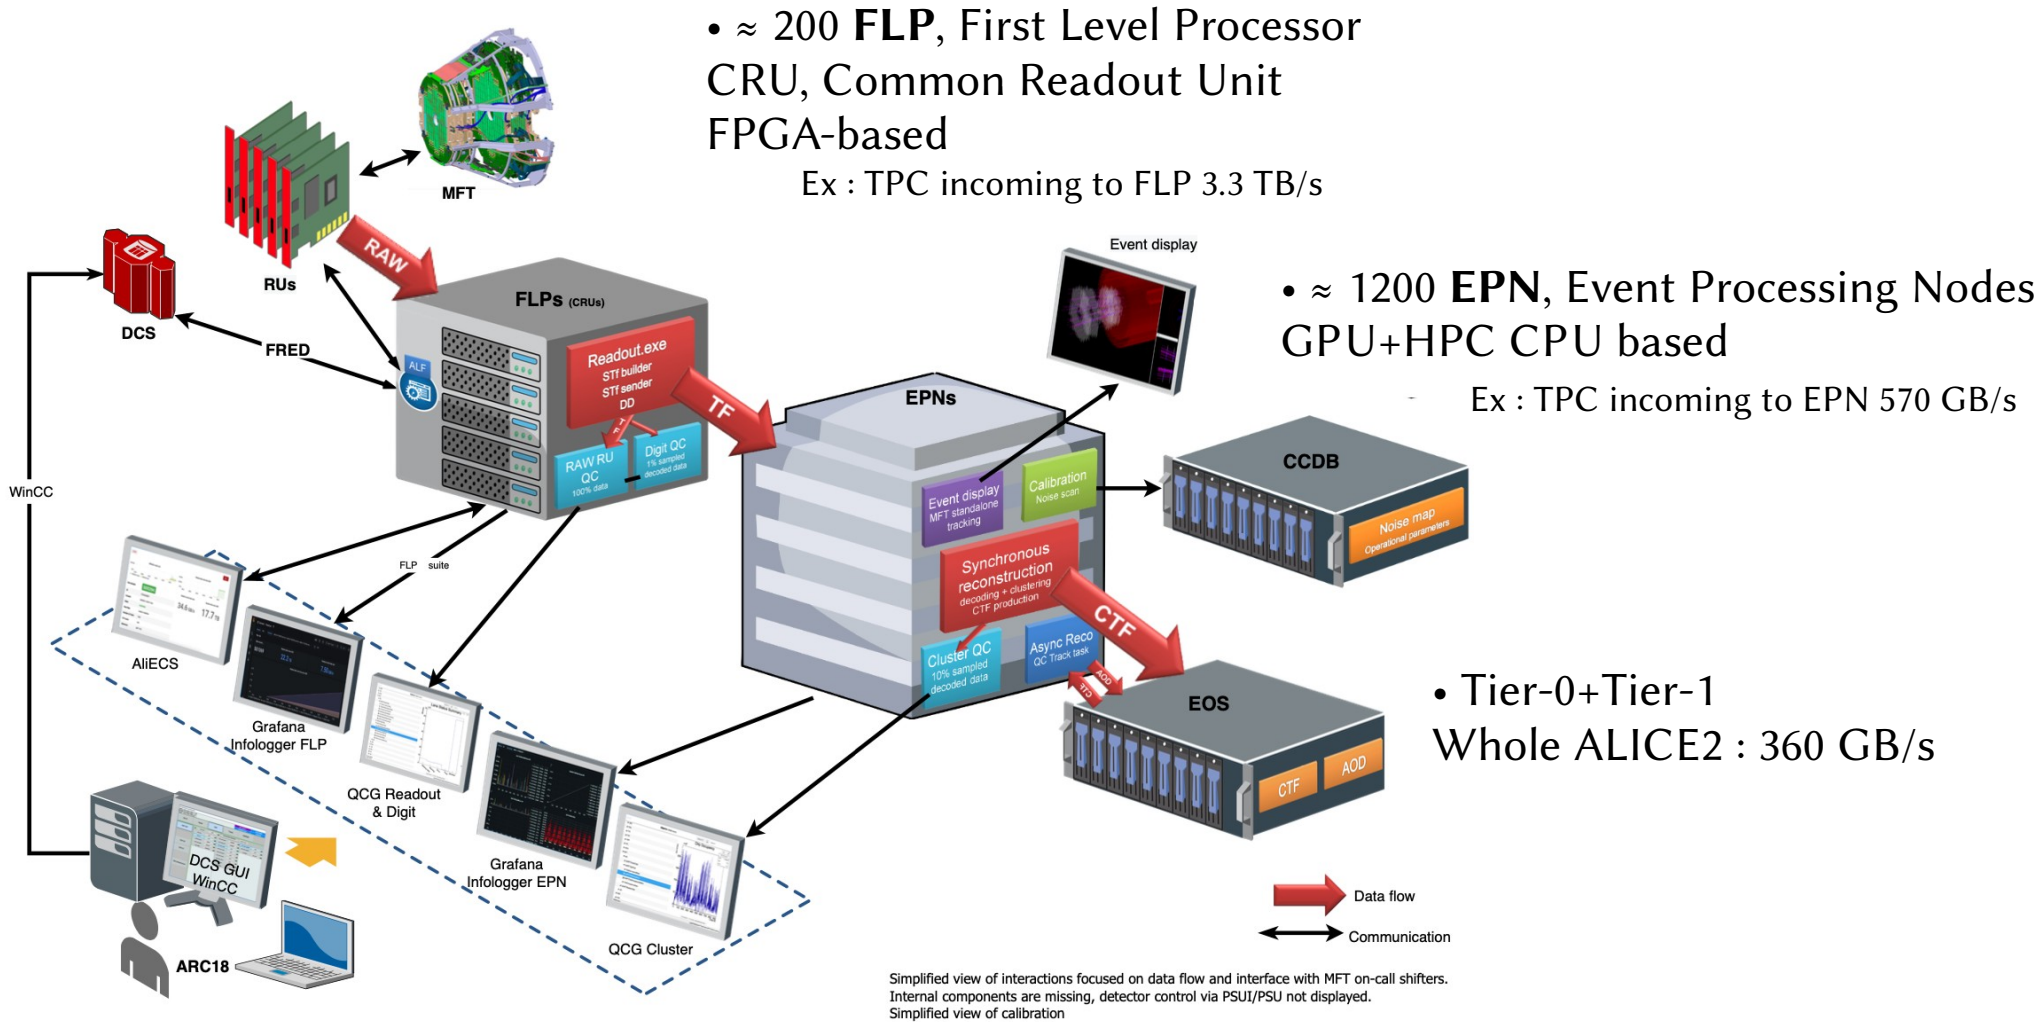 • ≈ 200 FLP, First Level Processor
CRU, Common Readout Unit
FPGA-based
Ex : TPC incoming to FLP 3.3 TB/s
MFT
RUs
RAW
DCS
FRED
FLPs (CRUs)
ALF
Readout.exe
STf builder
STf sender
DD
TF
TF
RAW RU
QC
100% data
Digit QC
1% sampled
decoded data
Event display
• ≈ 1200 EPN, Event Processing Nodes
GPU+HPC CPU based
Ex : TPC incoming to EPN 570 GB/s
EPNs
Event display
MFT standalone
tracking
Calibration
Noise scan
CCDB
Noise map
Operational parameters
Synchronous
reconstruction
decoding + clustering
CTF production
CTF
Cluster QC
10% sampled
decoded data
Async Reco
QC Track task
AOD
CTF
EOS
CTF
AOD
• Tier-0+Tier-1
Whole ALICE2 : 360 GB/s
WinCC
FLP suite
34.6
17.7
AliECS
Grafana
Infologger FLP
QCG Readout
& Digit
Grafana
Infologger EPN
QCG Cluster
DCS GUI
WinCC
ARC18
Data flow
Communication
Simplified view of interactions focused on data flow and interface with MFT on-call shifters.
Internal components are missing, detector control via PSUI/PSU not displayed.
Simplified view of calibration